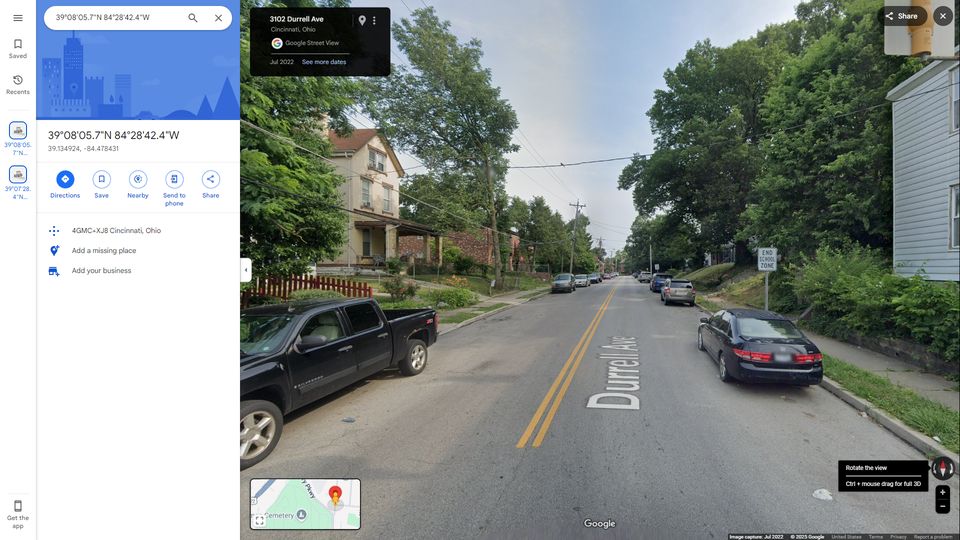 39°08'05.7"N 84°28'42.4"W
Saved
Recents
39°08'05.
7"N...
39°07'28.
4"N...
39°08'05.7"N 84°28'42.4"W
39.134924, -84.478431
Directions
Save
Nearby
Send to
phone
Share
4GMC+XJ8 Cincinnati, Ohio
Add a missing place
Add your business
Get the
app
3102 Durrell Ave
Cincinnati, Ohio
Google Street View
Jul 2022 See more dates
Share
END
SCHOOL
ZONE
Durrell Ave
Rotate the view
Ctrl + mouse drag for full 3D
y Pkwy
Cemetery
Google
Image capture: Jul 2022 © 2025 Google United States Terms Privacy Report a problem